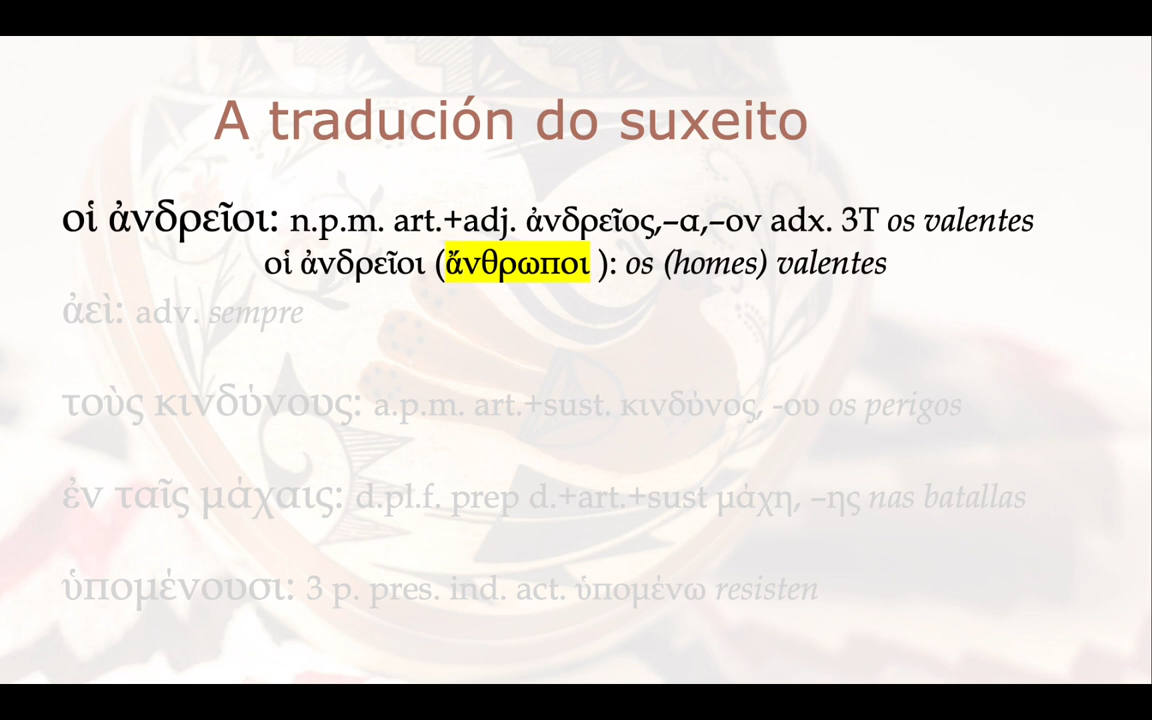 A tradución do suxeito
οἱ ἀνδρεῖοι: n.p.m. art.+adj. ἀνδρεῖος,–α,–ον adx. 3T os valentes
οἱ ἀνδρεῖοι (ἄνθρωποι ): os (homes) valentes
ἀεὶ: adv. sempre
τοὺς κινδύνους: a.p.m. art.+sust. κινδύνος, -ου os perigos
ἐν ταῖς μάχαις: d.pl.f. prep d.+art.+sust μάχη, –ης nas batallas
ὑπομένουσι: 3 p. pres. ind. act. ὑπομένω resisten